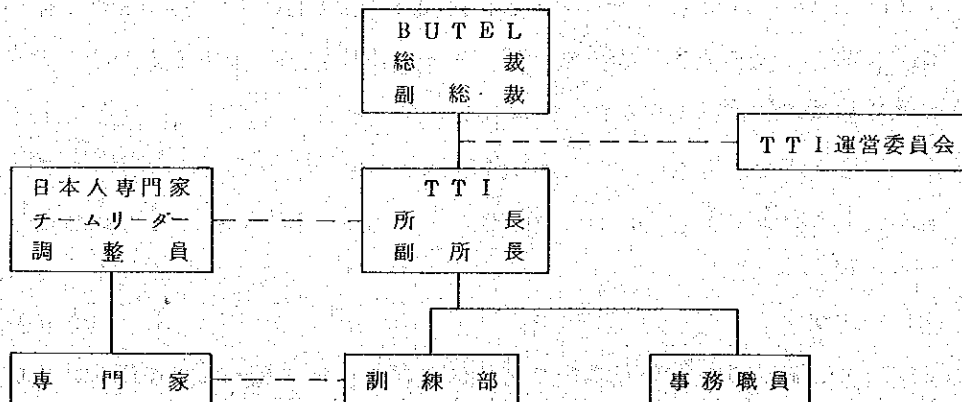 BUTEL
総裁
副総裁
TTI運営委員会
日本人専門家
チームリーダー
調整員
TTI
所長
副所長
専門家
訓練部
事務職員